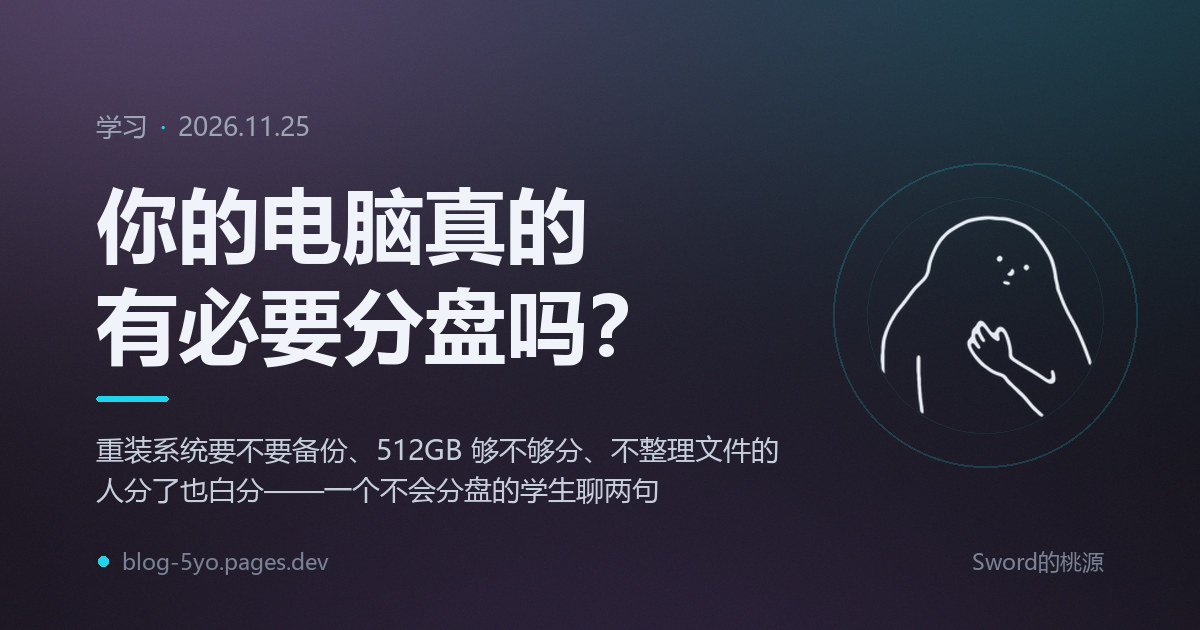 学习 · 2026.11.25
你的电脑真的
有必要分盘吗？
重装系统要不要备份、512GB 够不够分、不整理文件的
人分了也白分——一个不会分盘的学生聊两句
blog-5yo.pages.dev
Sword的桃源